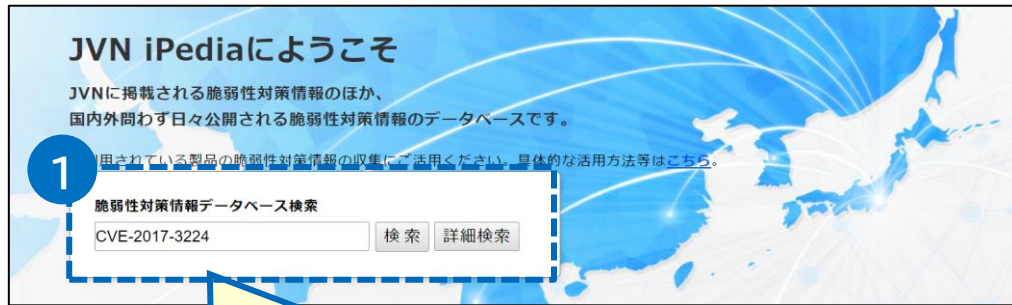 JVN iPediaにようこそ
JVNに掲載される脆弱性対策情報のほか、
国内外問わず日々公開される脆弱性対策情報のデータベースです。
用されている製品の脆弱性対策情報の収集にご活用ください。具体的な活用方法等はこちら。
1
脆弱性対策情報データベース検索
CVE-2017-3224 検索 詳細検索